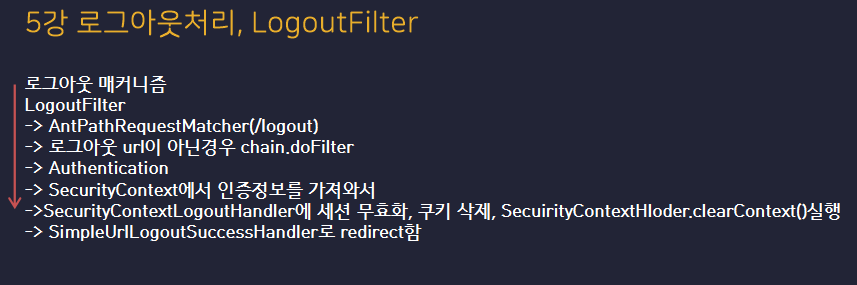 5강 로그아웃처리, LogoutFilter
로그아웃 매커니즘
LogoutFilter
-> AntPathRequestMatcher(/logout)
-> 로그아웃 url이 아닌경우 chain.doFilter
-> Authentication
-> SecurityContext에서 인증정보를 가져와서
->SecurityContextLogoutHandler에 세션 무효화, 쿠키 삭제, SecuirityContextHloder.clearContext()실행
-> SimpleUrlLogoutSuccessHandler로 redirect함